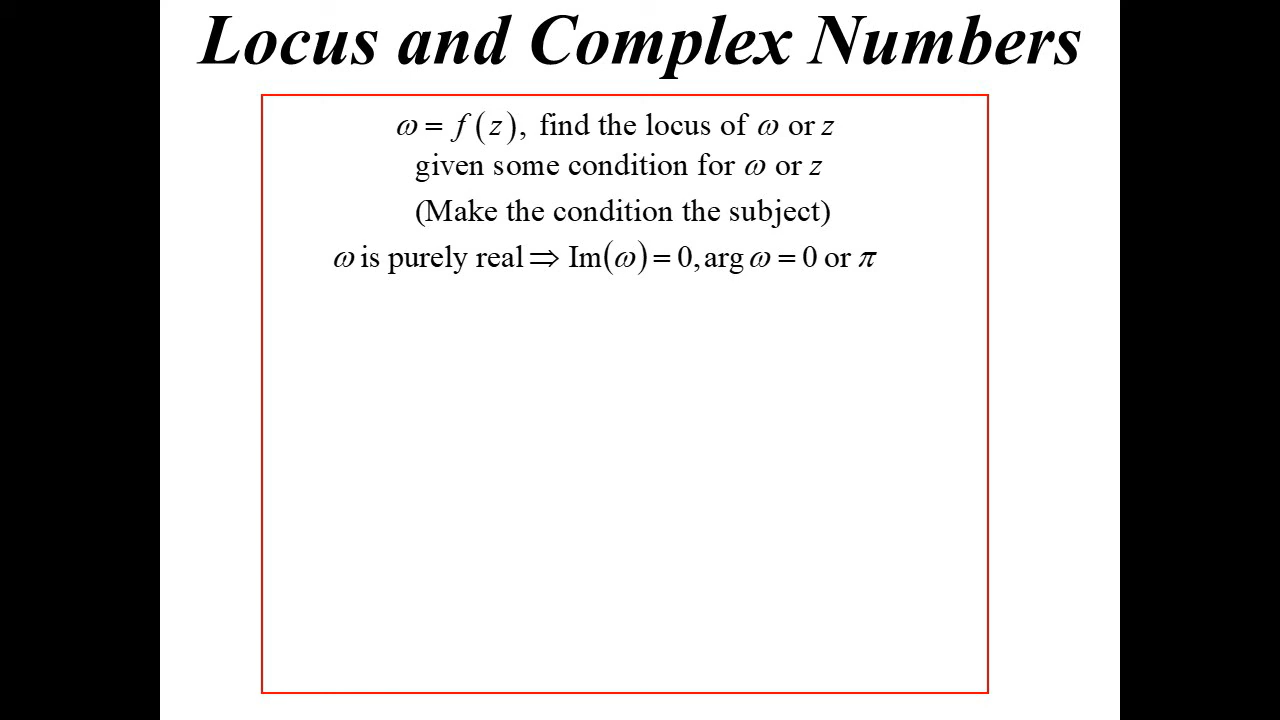 Locus and Complex Numbers
ω = f(z), find the locus of ω or z
given some condition for ω or z
(Make the condition the subject)
ω is purely real ⇒ Im(ω) = 0, arg ω = 0 or π